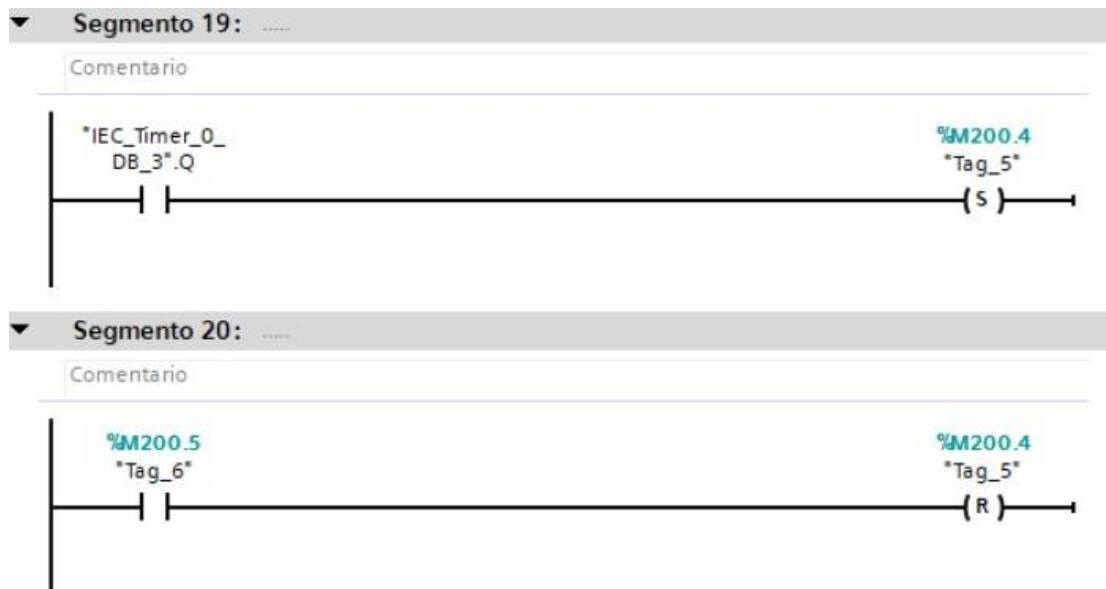 Segmento 19: .....
Comentario
"IEC_Timer_0_
DB_3".Q
%M200.4
"Tag_5"
S
Segmento 20: .....
Comentario
%M200.5
"Tag_6"
%M200.4
"Tag_5"
R